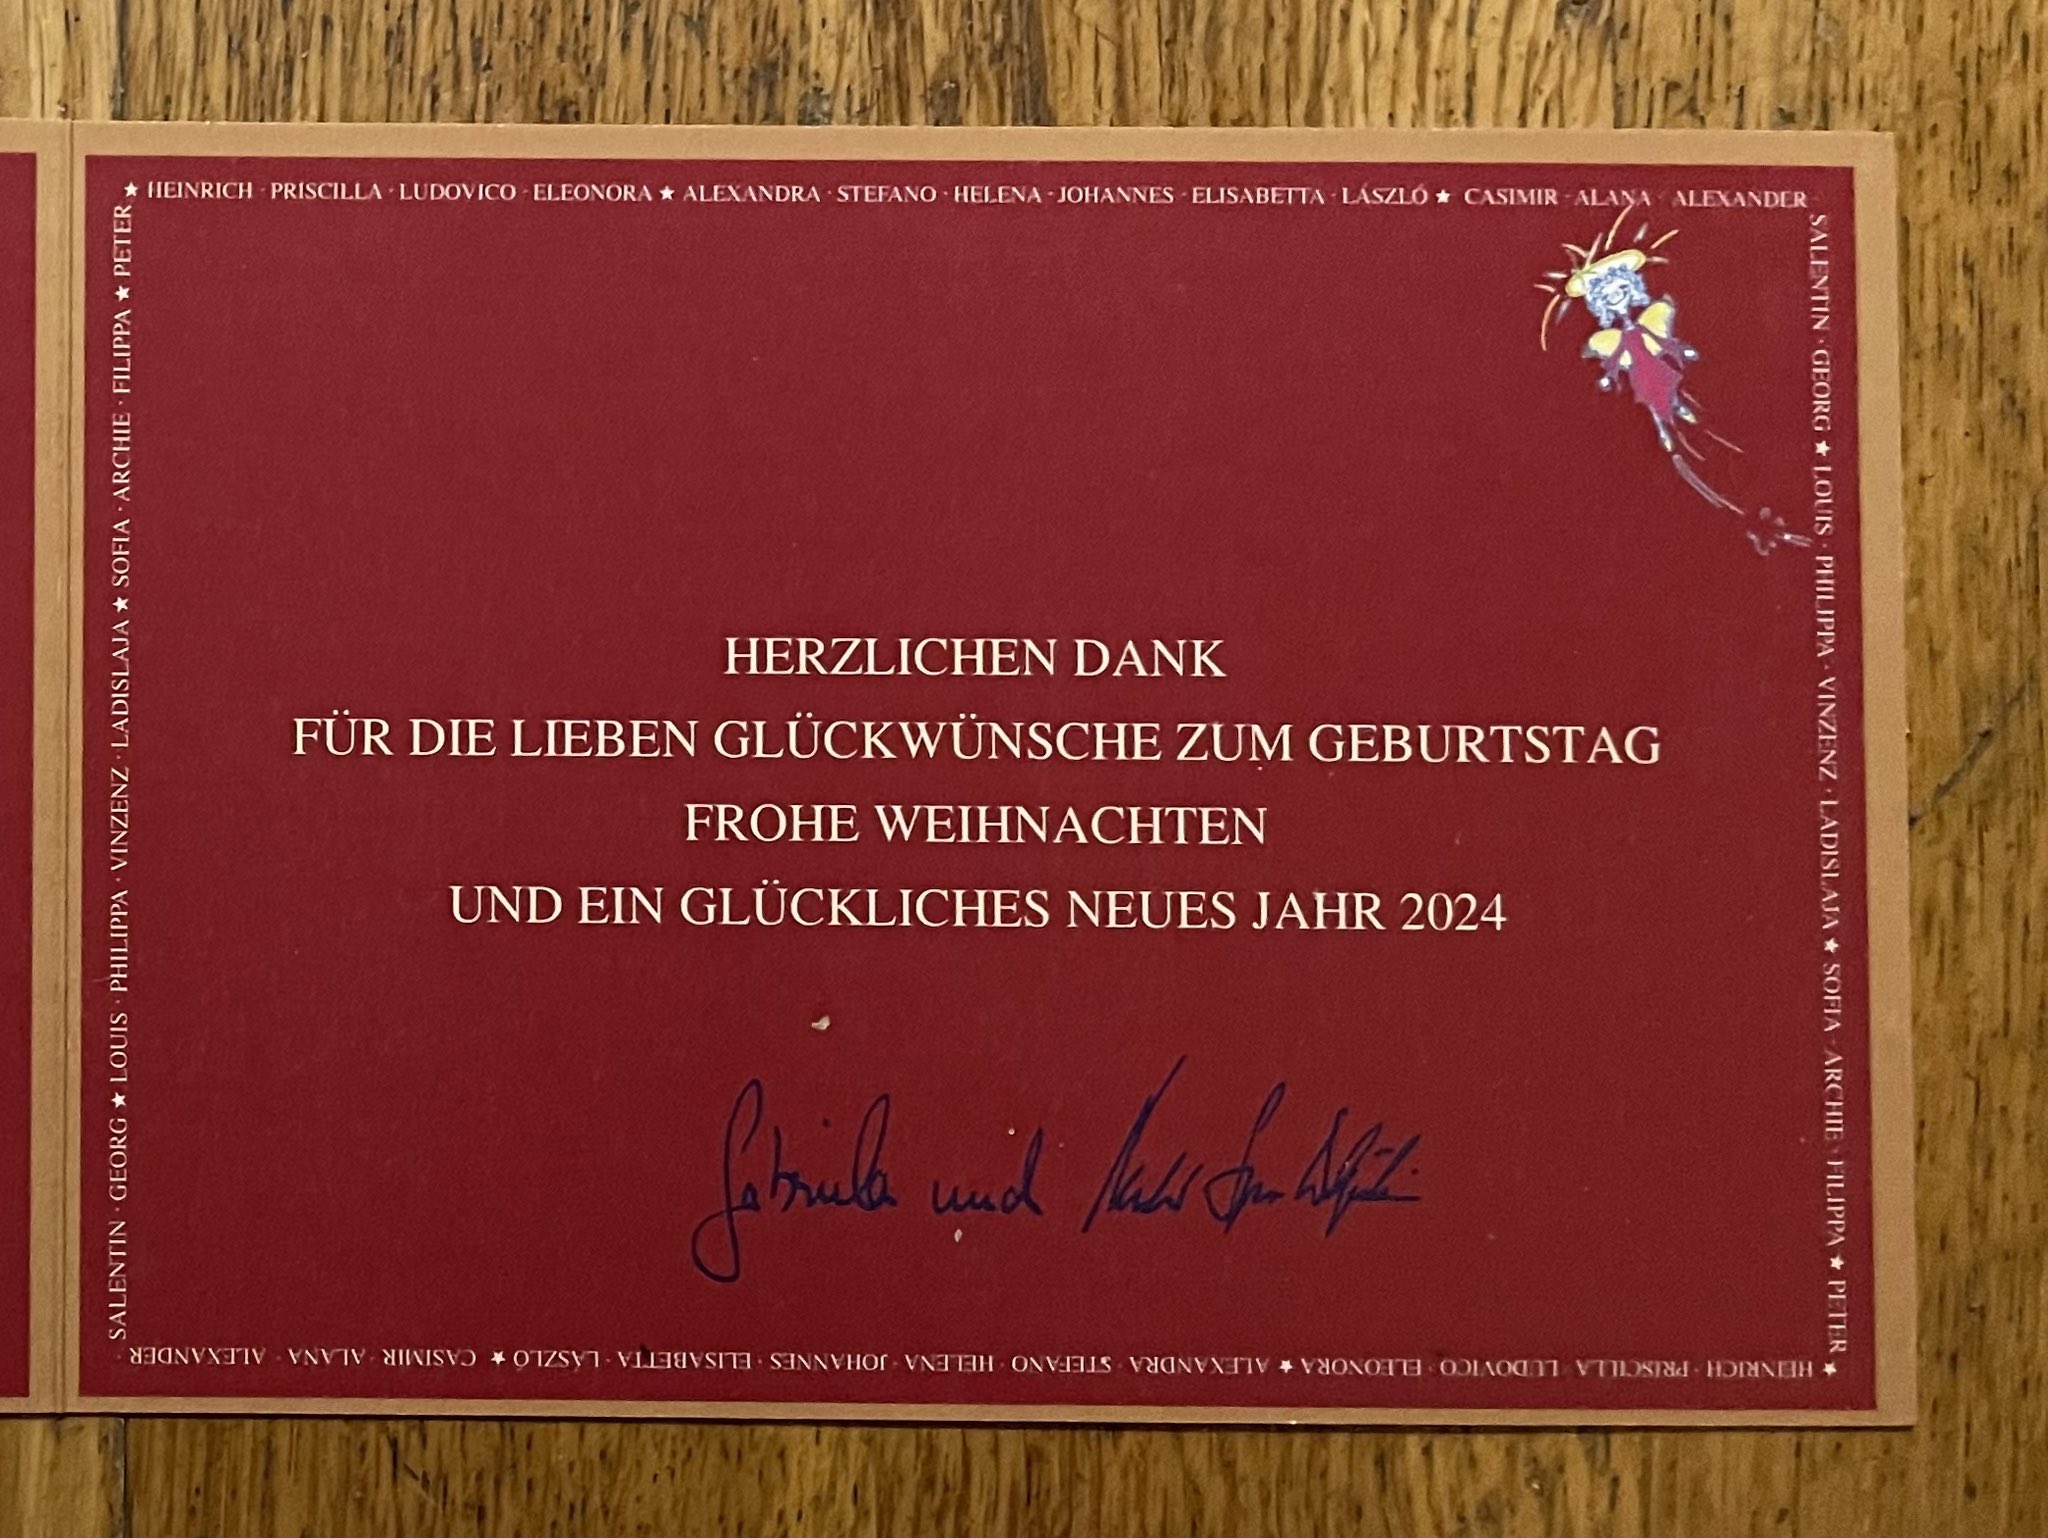 ★ HEINRICH · PRISCILLA · LUDOVICO · ELEONORA ★ ALEXANDRA · STEFANO · HELENA · JOHANNES · ELISABETTA · LÁSZLÓ ★ CASIMIR · ALANA · ALEXANDER ·
SALENTIN · GEORG ★ LOUIS · PHILIPPA · VINZENZ · LADISLAJA ★ SOFIA · ARCHIE · FILIPPA ★ PETER
HERZLICHEN DANK
FÜR DIE LIEBEN GLÜCKWÜNSCHE ZUM GEBURTSTAG
FROHE WEIHNACHTEN
UND EIN GLÜCKLICHES NEUES JAHR 2024
Gabriela und
★ HEINRICH · PRISCILLA · LUDOVICO · ELEONORA ★ ALEXANDRA · STEFANO · HELENA · JOHANNES · ELISABETTA · LÁSZLÓ ★ CASIMIR · ALANA · ALEXANDER ·
SALENTIN · GEORG ★ LOUIS · PHILIPPA · VINZENZ · LADISLAJA ★ SOFIA · ARCHIE · FILIPPA ★ PETER